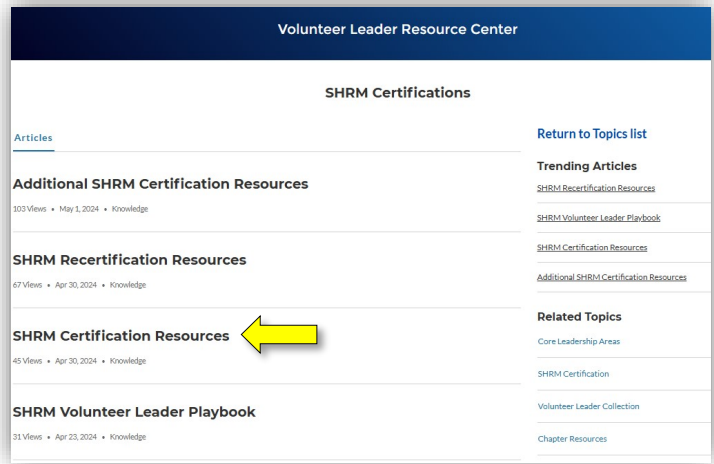 Volunteer Leader Resource Center
SHRM Certifications
Articles
Additional SHRM Certification Resources
103 Views • May 1, 2024 • Knowledge
SHRM Recertification Resources
67 Views • Apr 30, 2024 • Knowledge
SHRM Certification Resources
45 Views • Apr 30, 2024 • Knowledge
SHRM Volunteer Leader Playbook
31 Views • Apr 23, 2024 • Knowledge
Return to Topics list
Trending Articles
SHRM Recertification Resources
SHRM Volunteer Leader Playbook
SHRM Certification Resources
Additional SHRM Certification Resources
Related Topics
Core Leadership Areas
SHRM Certification
Volunteer Leader Collection
Chapter Resources